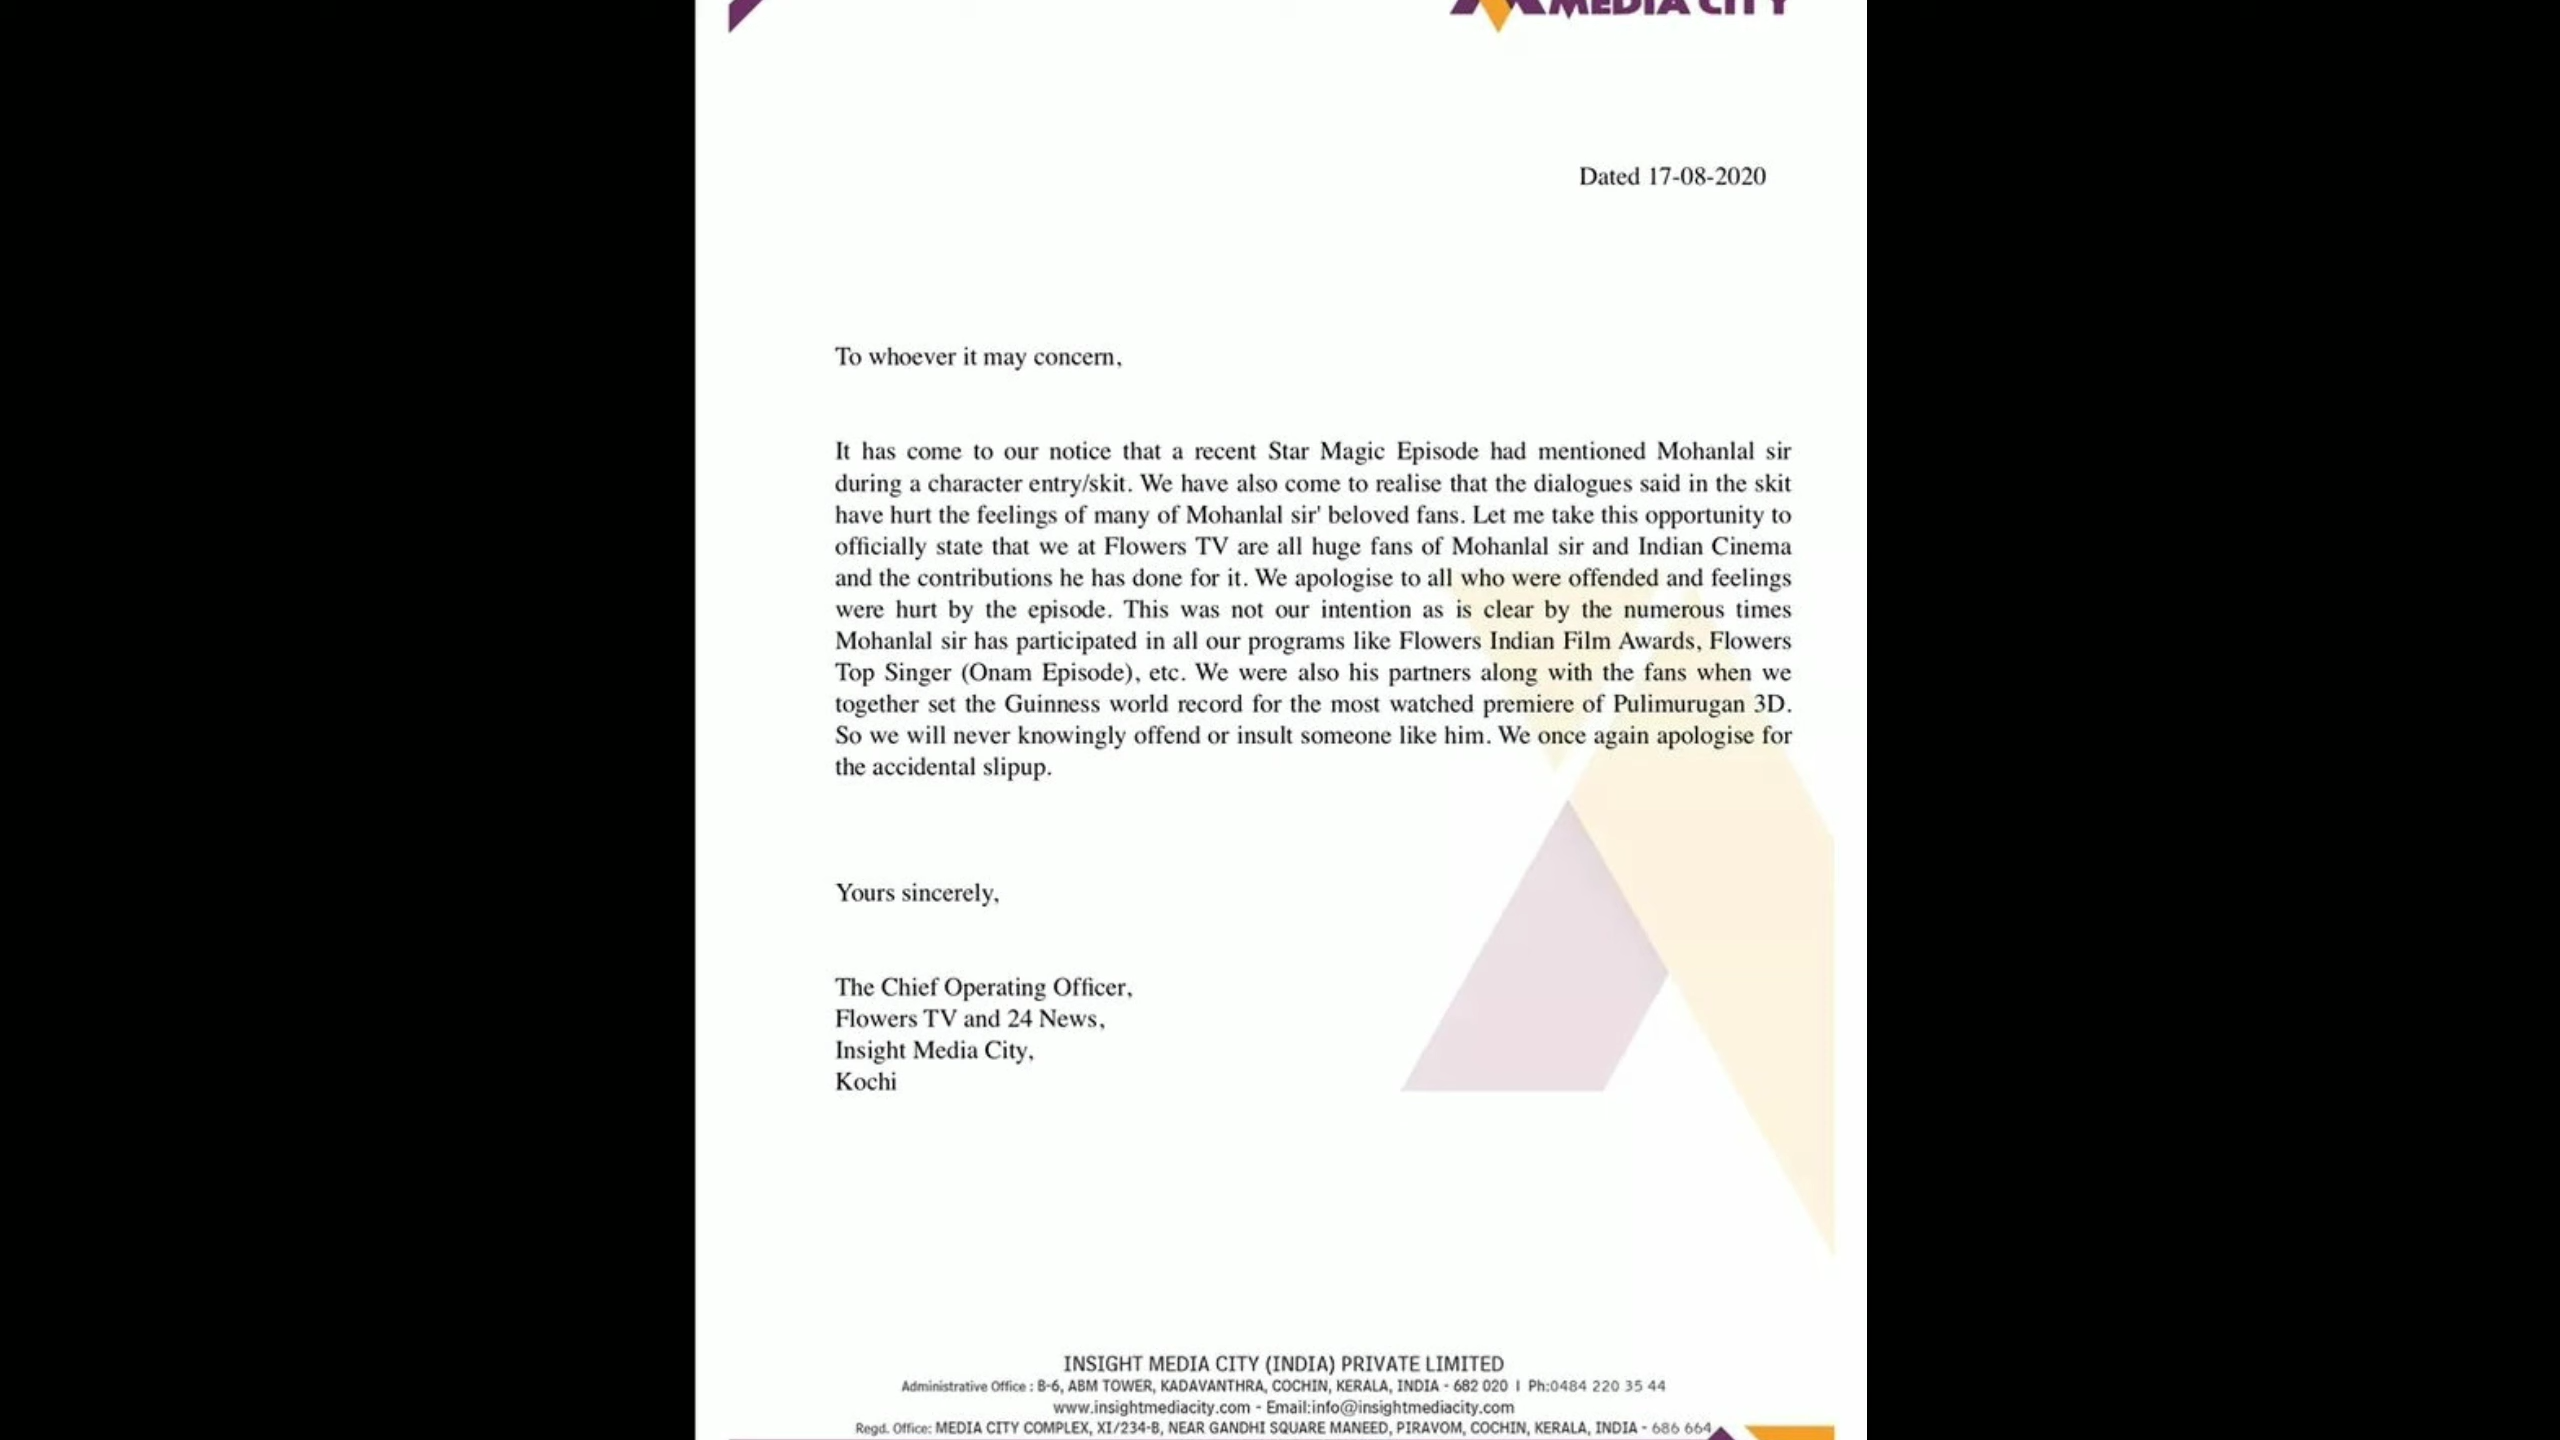 MEDIA CITY
Dated 17-08-2020
To whoever it may concern,
It has come to our notice that a recent Star Magic Episode had mentioned Mohanlal sir
during a character entry/skit. We have also come to realise that the dialogues said in the skit
have hurt the feelings of many of Mohanlal sir' beloved fans. Let me take this opportunity to
officially state that we at Flowers TV are all huge fans of Mohanlal sir and Indian Cinema
and the contributions he has done for it. We apologise to all who were offended and feelings
were hurt by the episode. This was not our intention as is clear by the numerous times
Mohanlal sir has participated in all our programs like Flowers Indian Film Awards, Flowers
Top Singer (Onam Episode), etc. We were also his partners along with the fans when we
together set the Guinness world record for the most watched premiere of Pulimurugan 3D.
So we will never knowingly offend or insult someone like him. We once again apologise for
the accidental slipup.
Yours sincerely,
The Chief Operating Officer,
Flowers TV and 24 News,
Insight Media City,
Kochi
INSIGHT MEDIA CITY (INDIA) PRIVATE LIMITED
Administrative Office : B-6, ABM TOWER, KADAVANTHRA, COCHIN, KERALA, INDIA - 682 020 I Ph:0484 220 35 44
www.insightmediacity.com - Email:info@insightmediacity.com
Regd. Office: MEDIA CITY COMPLEX, XI/234-B, NEAR GANDHI SQUARE MANEED, PIRAVOM, COCHIN, KERALA, INDIA - 686 664